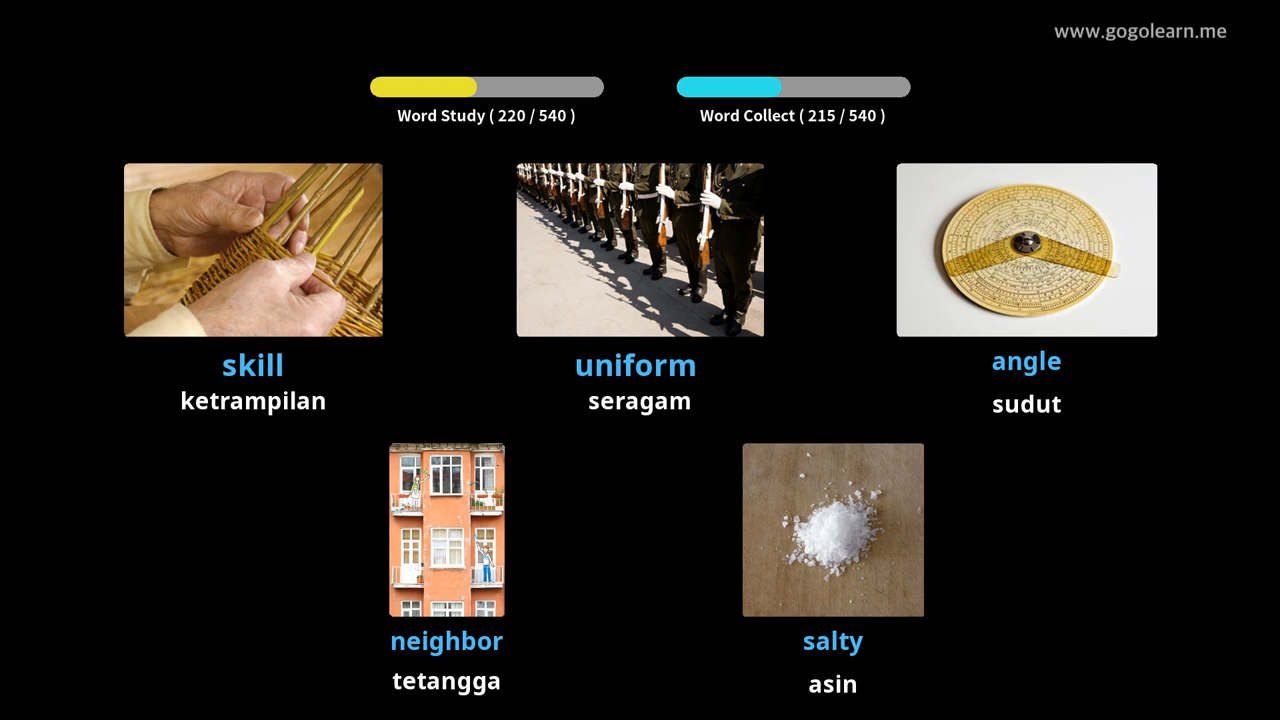 www.gogolearn.me
Word Study ( 220 / 540 )
Word Collect ( 215 / 540 )
skill
ketrampilan
uniform
seragam
angle
sudut
neighbor
tetangga
salty
asin